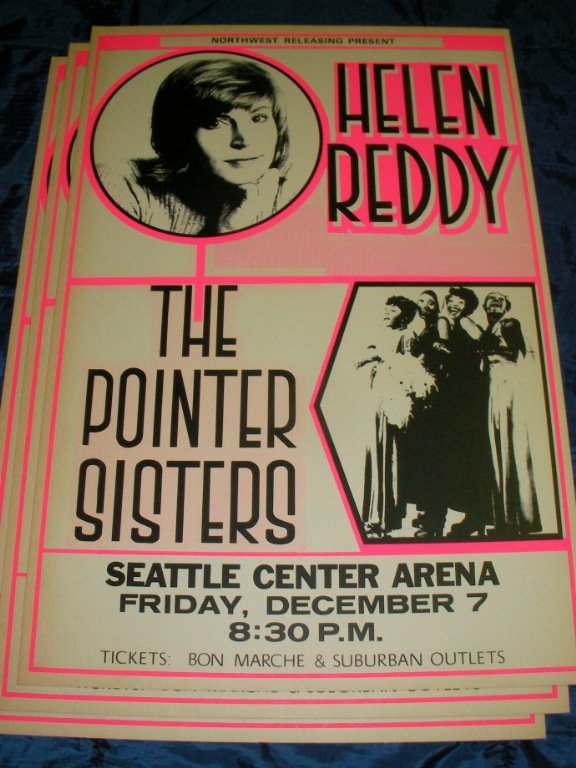 NORTHWEST RELEASING PRESENT
HELEN
REDDY
THE
POINTER
SISTERS
SEATTLE CENTER ARENA
FRIDAY, DECEMBER 7
8:30 P.M.
TICKETS: BON MARCHE & SUBURBAN OUTLETS